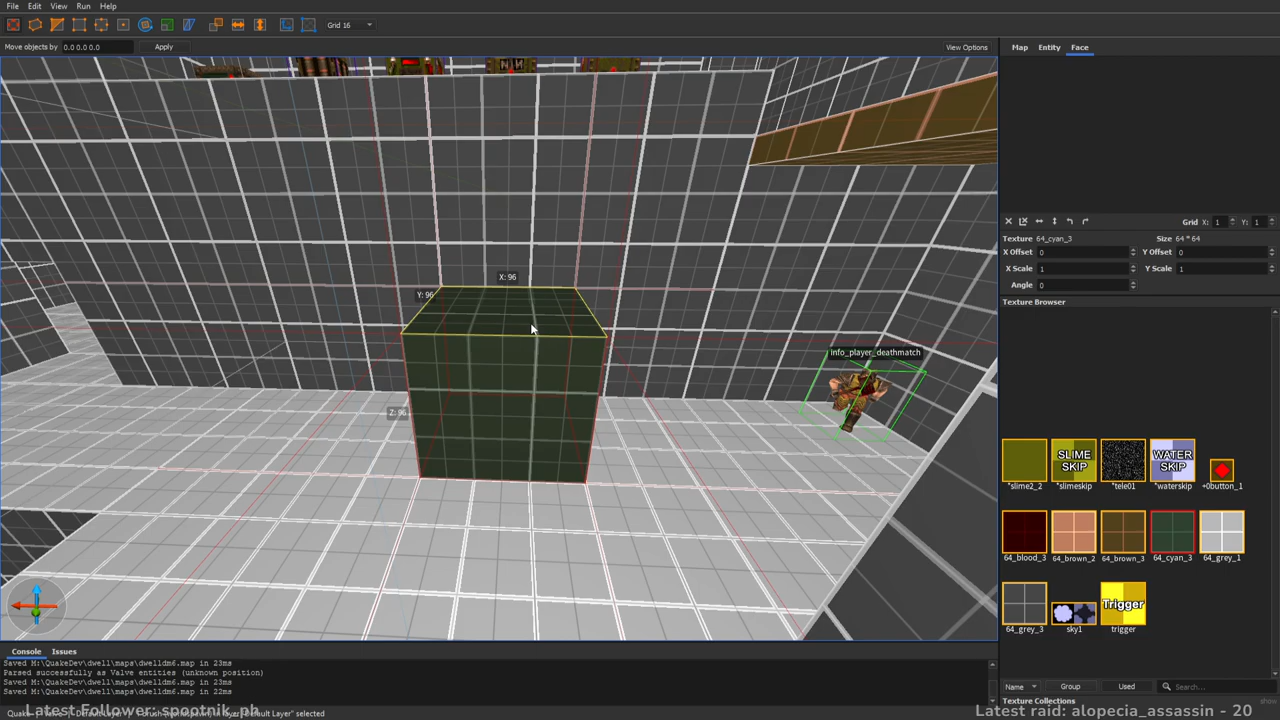 File Edit View Run Help
Grid 16
Move objects by 0.0 0.0 0.0 Apply View Options
Map Entity Face
X: 96
Y: 96
Z: 96
info_player_deathmatch
Grid X: 1 Y: 1
Texture 64_cyan_3 Size 64 * 64
X Offset 0 Y Offset 0
X Scale 1 Y Scale 1
Angle 0
Texture Browser
SLIME SKIP WATER SKIP
*slime2_2 *slimeskip *tele01 *waterskip +0button_1
64_blood_3 64_brown_2 64_brown_3 64_cyan_3 64_grey_1
Trigger
64_grey_3 sky1 trigger
Name Group Used Search...
Texture Collections show
Console Issues
Saved M:\QuakeDev\dwell\maps\dwelldm6.map in 23ms
Parsed successfully as Valve entities (unknown position)
Saved M:\QuakeDev\dwell\maps\dwelldm6.map in 23ms
Saved M:\QuakeDev\dwell\maps\dwelldm6.map in 22ms
Latest Follower: spootnik_ph
Latest raid: alopecia_assassin - 20
"Default Layer" selected